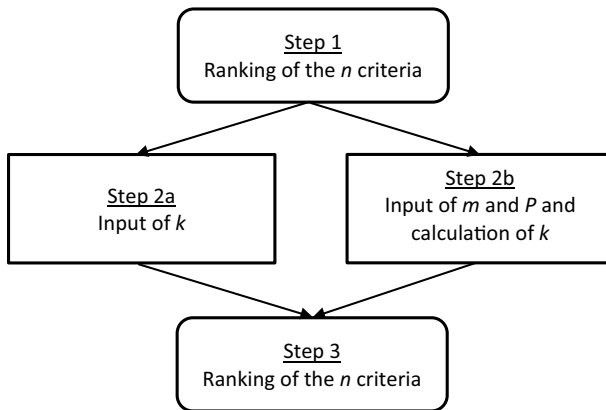 Step 1
Ranking of the n criteria
Step 2a
Input of k
Step 2b
Input of m and P and
calculation of k
Step 3
Ranking of the n criteria